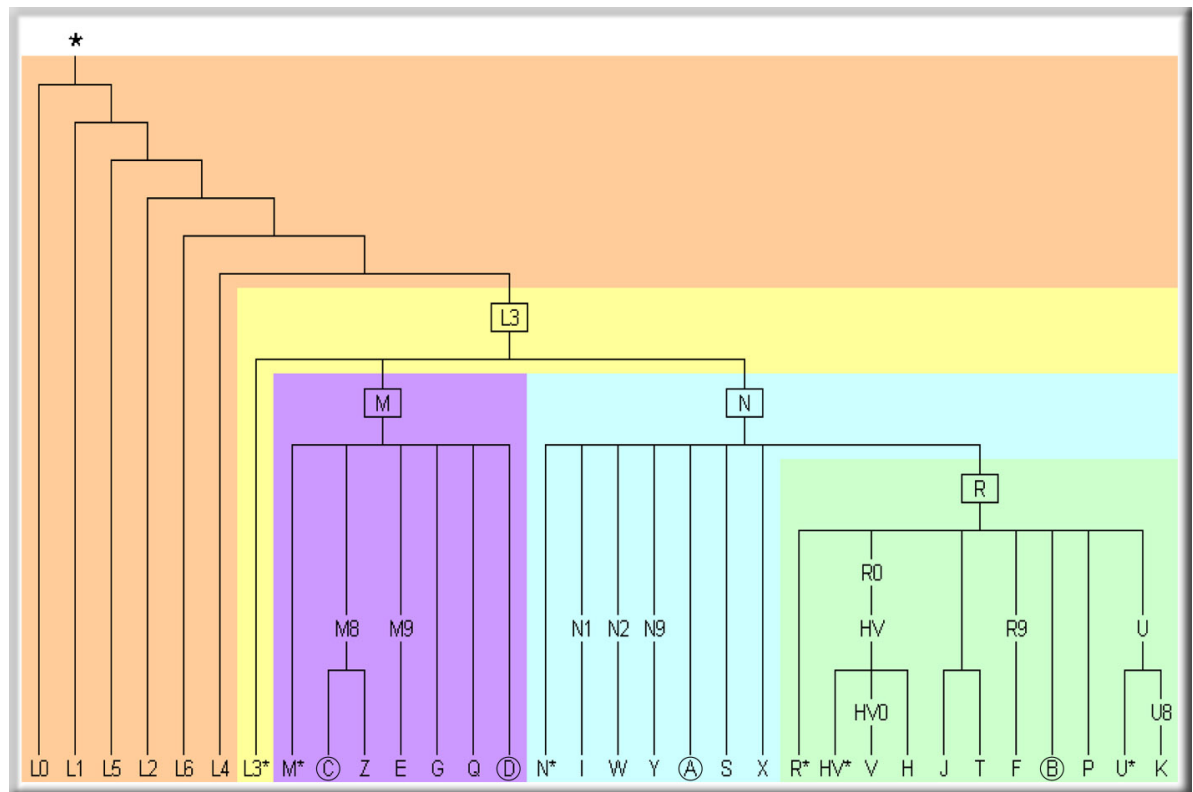 *
L3
M N
R
R0
M8 M9 N1 N2 N9 HV R9 U
HV0 U8
L0 L1 L5 L2 L6 L4 L3* M* C Z E G Q D N* I W Y A S X R* HV* V H J T F B P U* K